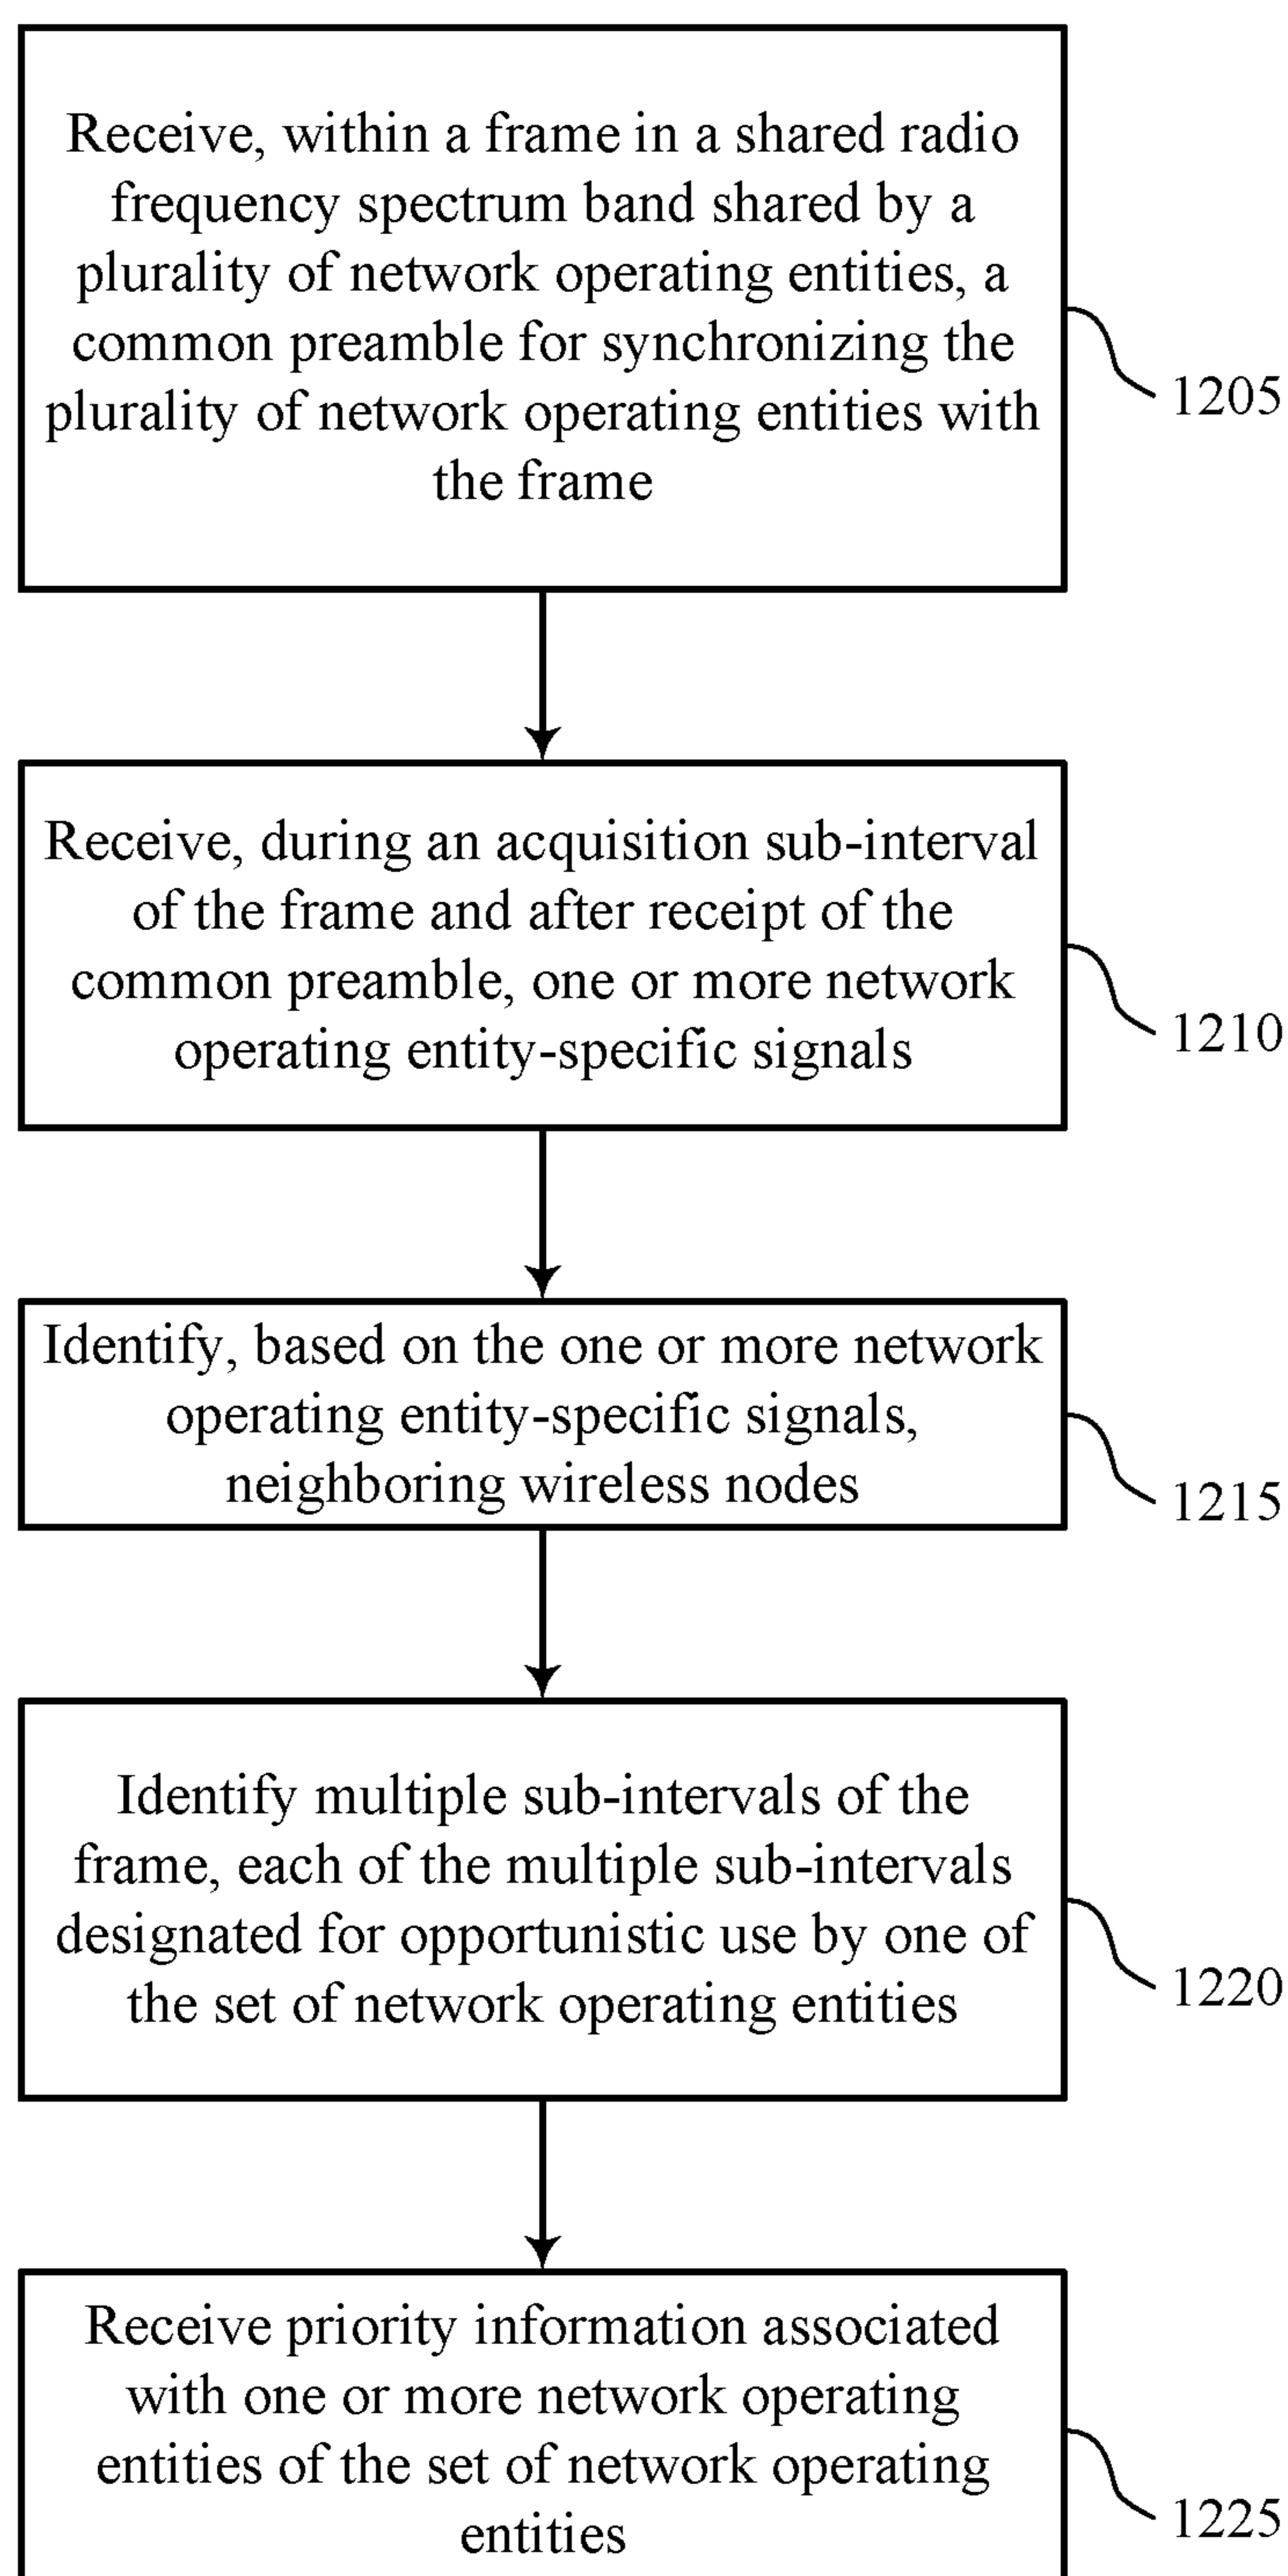 Receive, within a frame in a shared radio
frequency spectrum band shared by a
plurality of network operating entities, a
common preamble for synchronizing the
plurality of network operating entities with
the frame
1205
Receive, during an acquisition sub-interval
of the frame and after receipt of the
common preamble, one or more network
operating entity-specific signals
1210
Identify, based on the one or more network
operating entity-specific signals,
neighboring wireless nodes
1215
Identify multiple sub-intervals of the
frame, each of the multiple sub-intervals
designated for opportunistic use by one of
the set of network operating entities
1220
Receive priority information associated
with one or more network operating
entities of the set of network operating
entities
1225